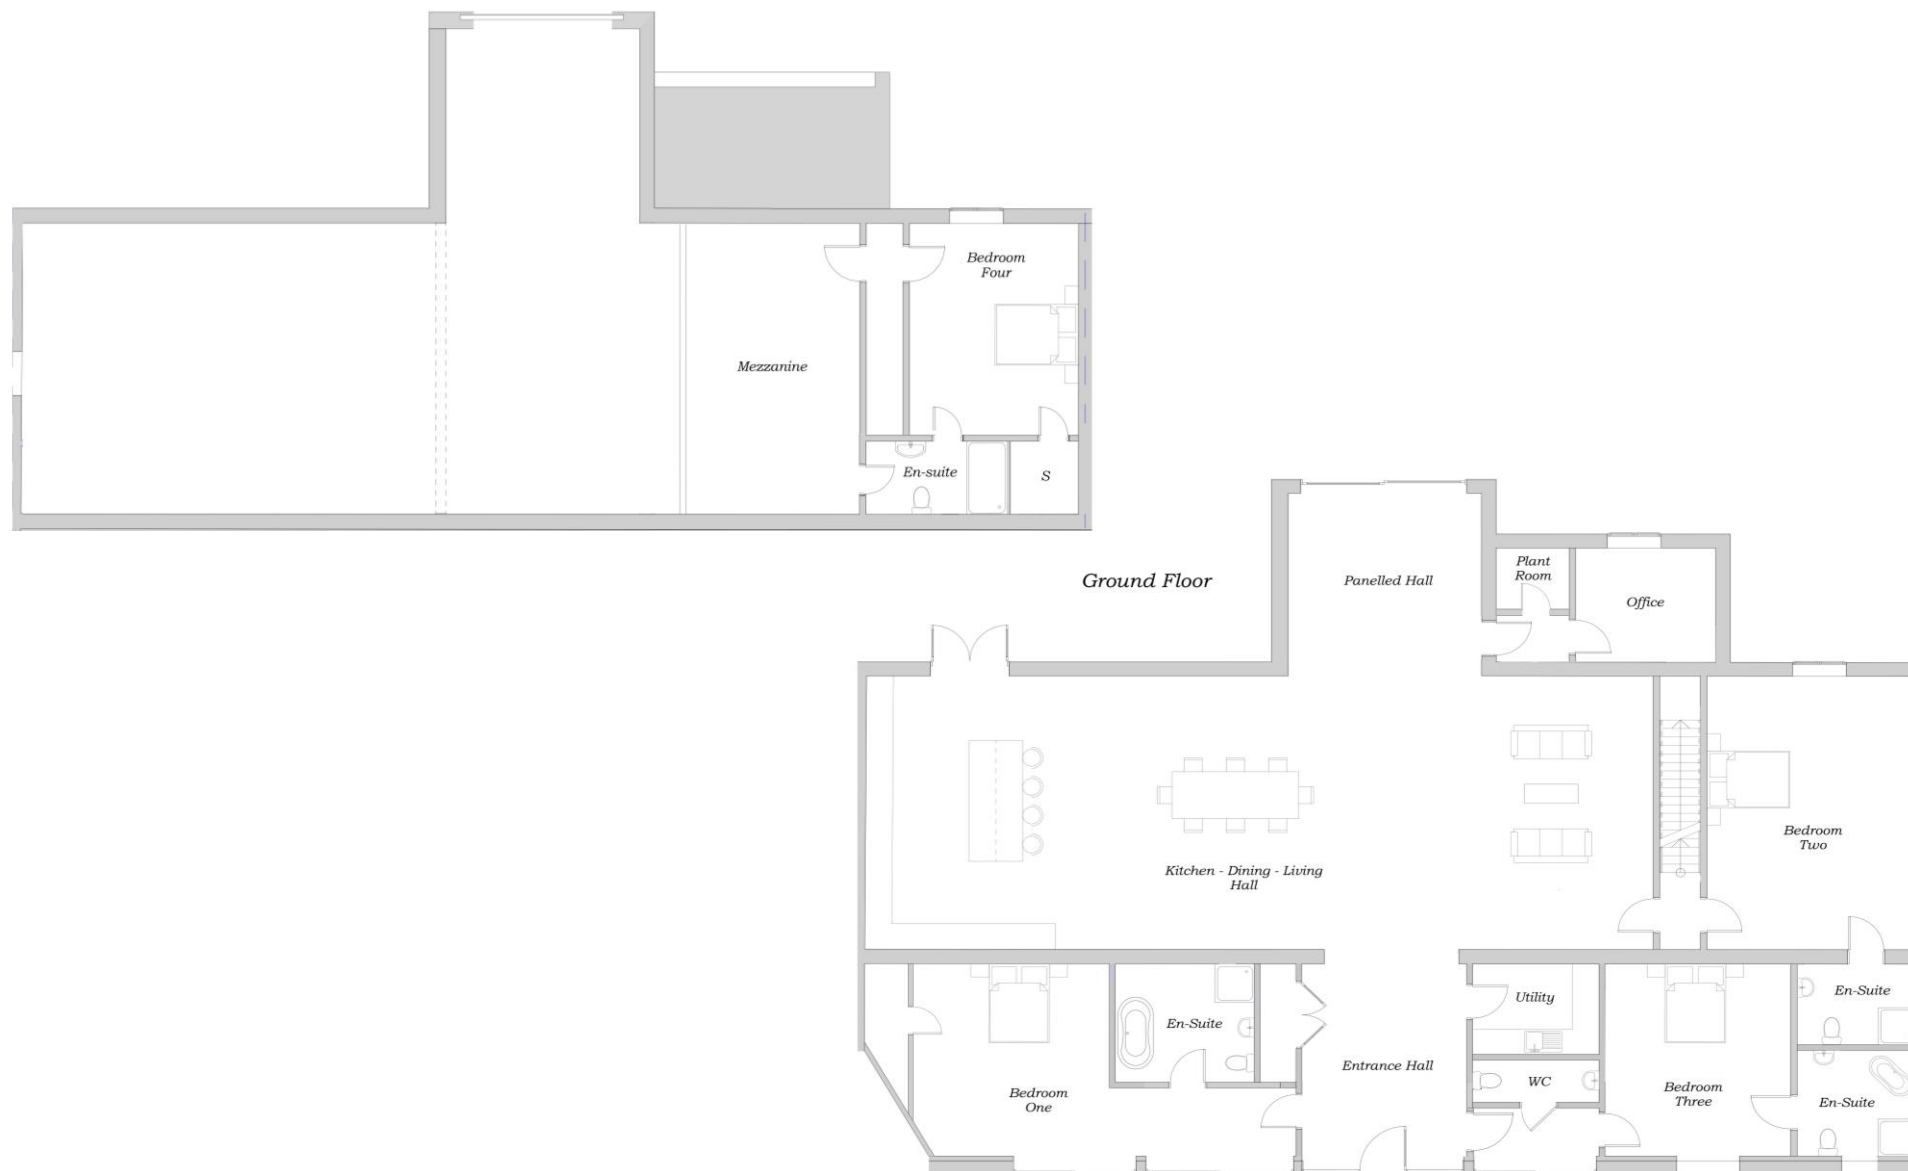 Bedroom
Four
Mezzanine
En-suite
S
Ground Floor
Panelled Hall
Plant
Room
Office
Bedroom
Two
Kitchen - Dining - Living
Hall
En-Suite
Utility
En-Suite
Entrance Hall
WC
Bedroom
One
Bedroom
Three
En-Suite